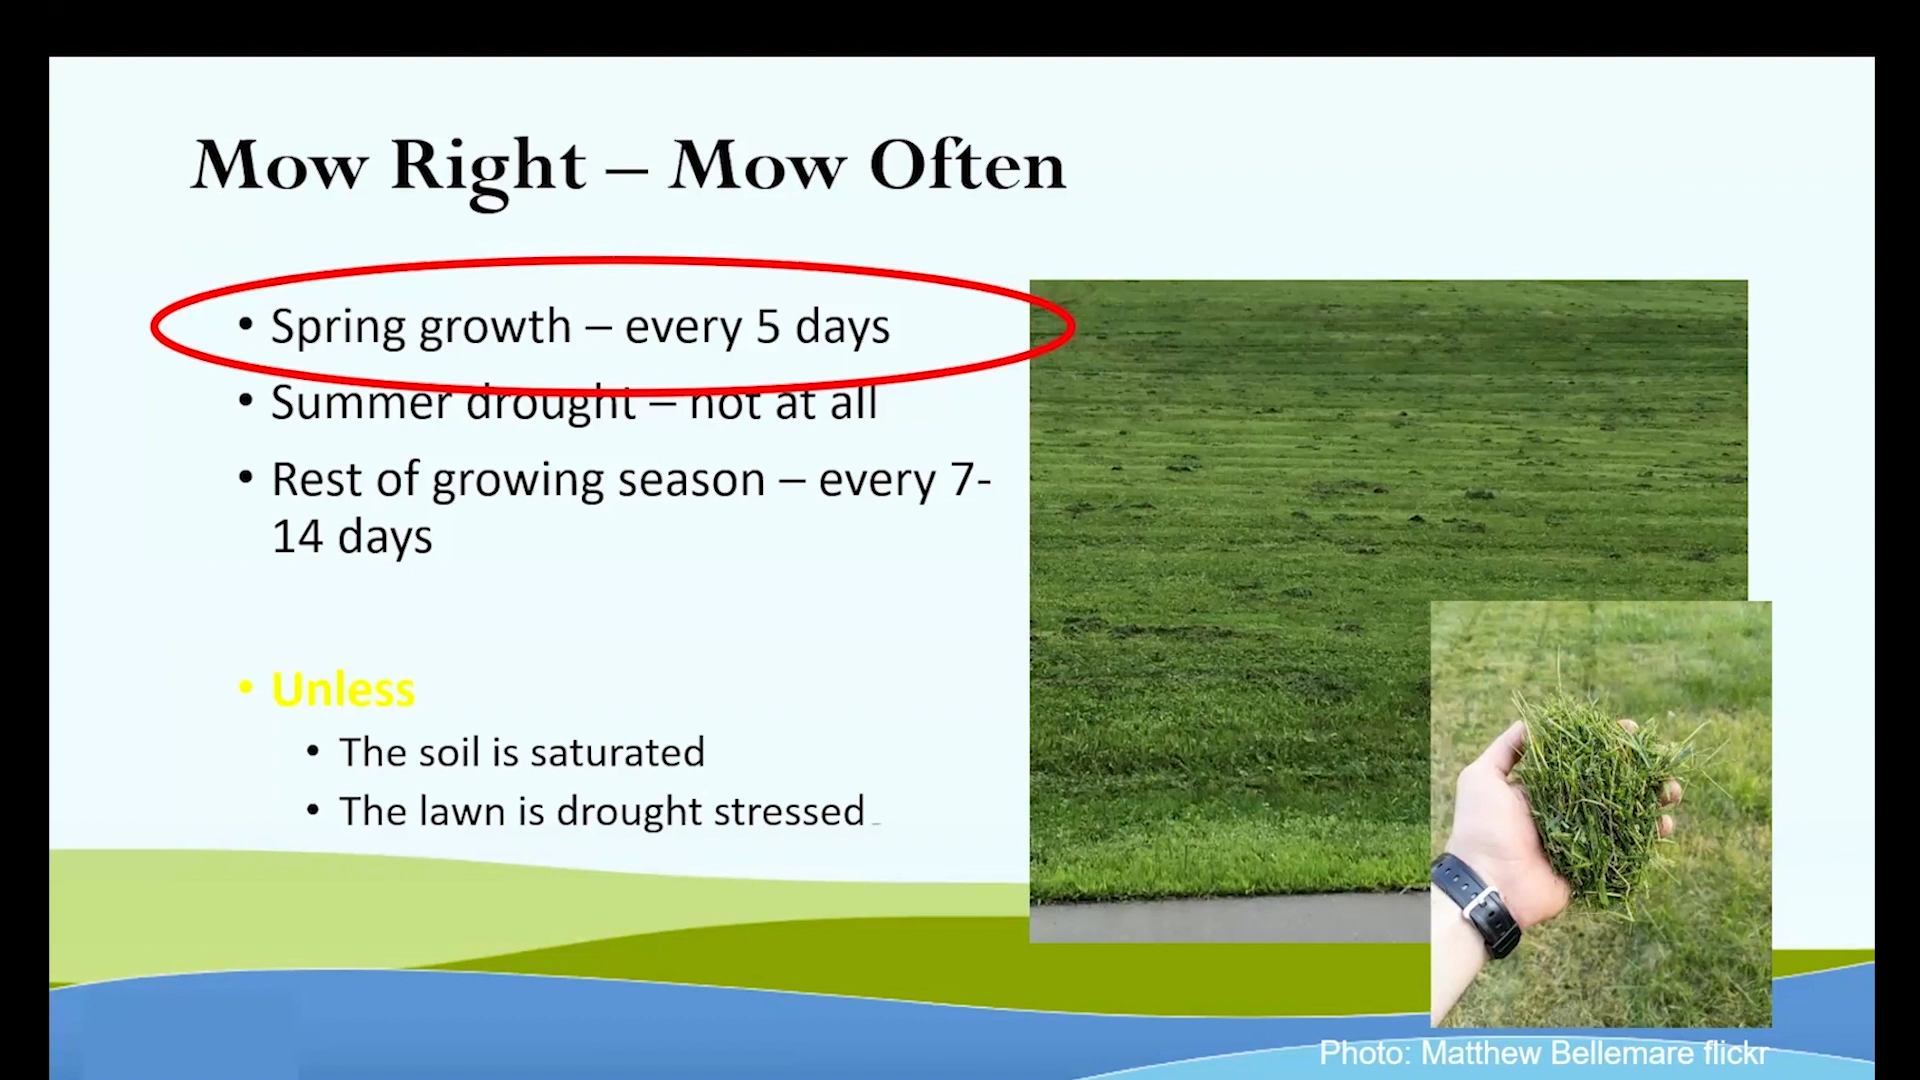 Mow Right – Mow Often
• Spring growth – every 5 days
• Summer drought – not at all
• Rest of growing season – every 7-
14 days
• Unless
• The soil is saturated
• The lawn is drought stressed
Photo: Matthew Bellemare flickr